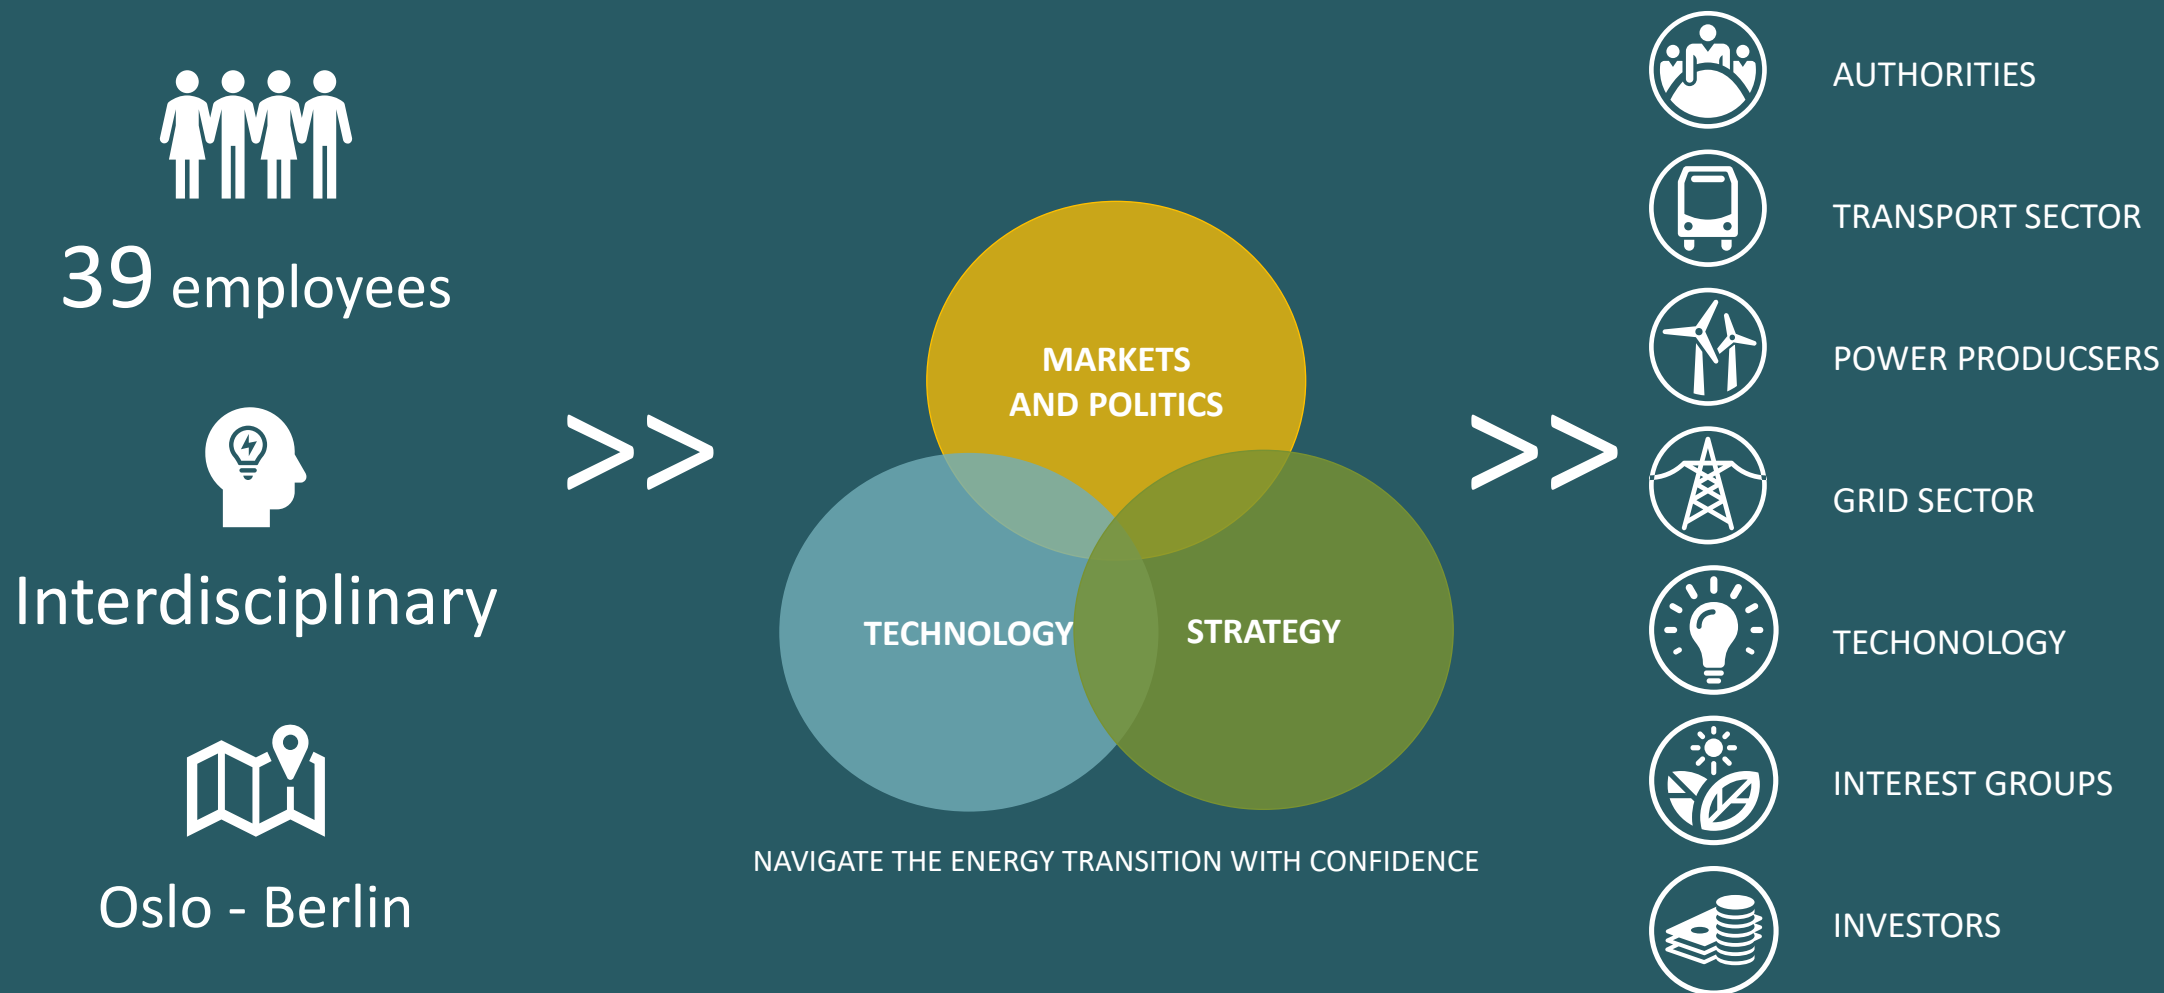 39 employees
Interdisciplinary
Oslo - Berlin
>>
MARKETS
AND POLITICS
TECHNOLOGY
STRATEGY
NAVIGATE THE ENERGY TRANSITION WITH CONFIDENCE
>>
AUTHORITIES
TRANSPORT SECTOR
POWER PRODUCSERS
GRID SECTOR
TECHONOLOGY
INTEREST GROUPS
INVESTORS